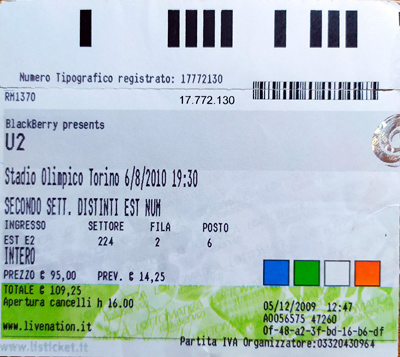 Numero Tipografico registrato: 17772130
RM1370
17.772.130
BlackBerry presents
U2
Stadio Olimpico Torino 6/8/2010 19:30
SECONDO SETT. DISTINTI EST NUM
INGRESSO SETTORE FILA POSTO
EST E2 224 2 6
INTERO
PREZZO € 95,00 PREV. € 14,25
TOTALE € 109,25
Apertura cancelli h 16.00
05/12/2009 12:47
A0056575 47260
www.livenation.it
0f-48-a2-3f-bd-16-b6-df
Partita IVA Organizzatore:03320430964
www.listicket.it